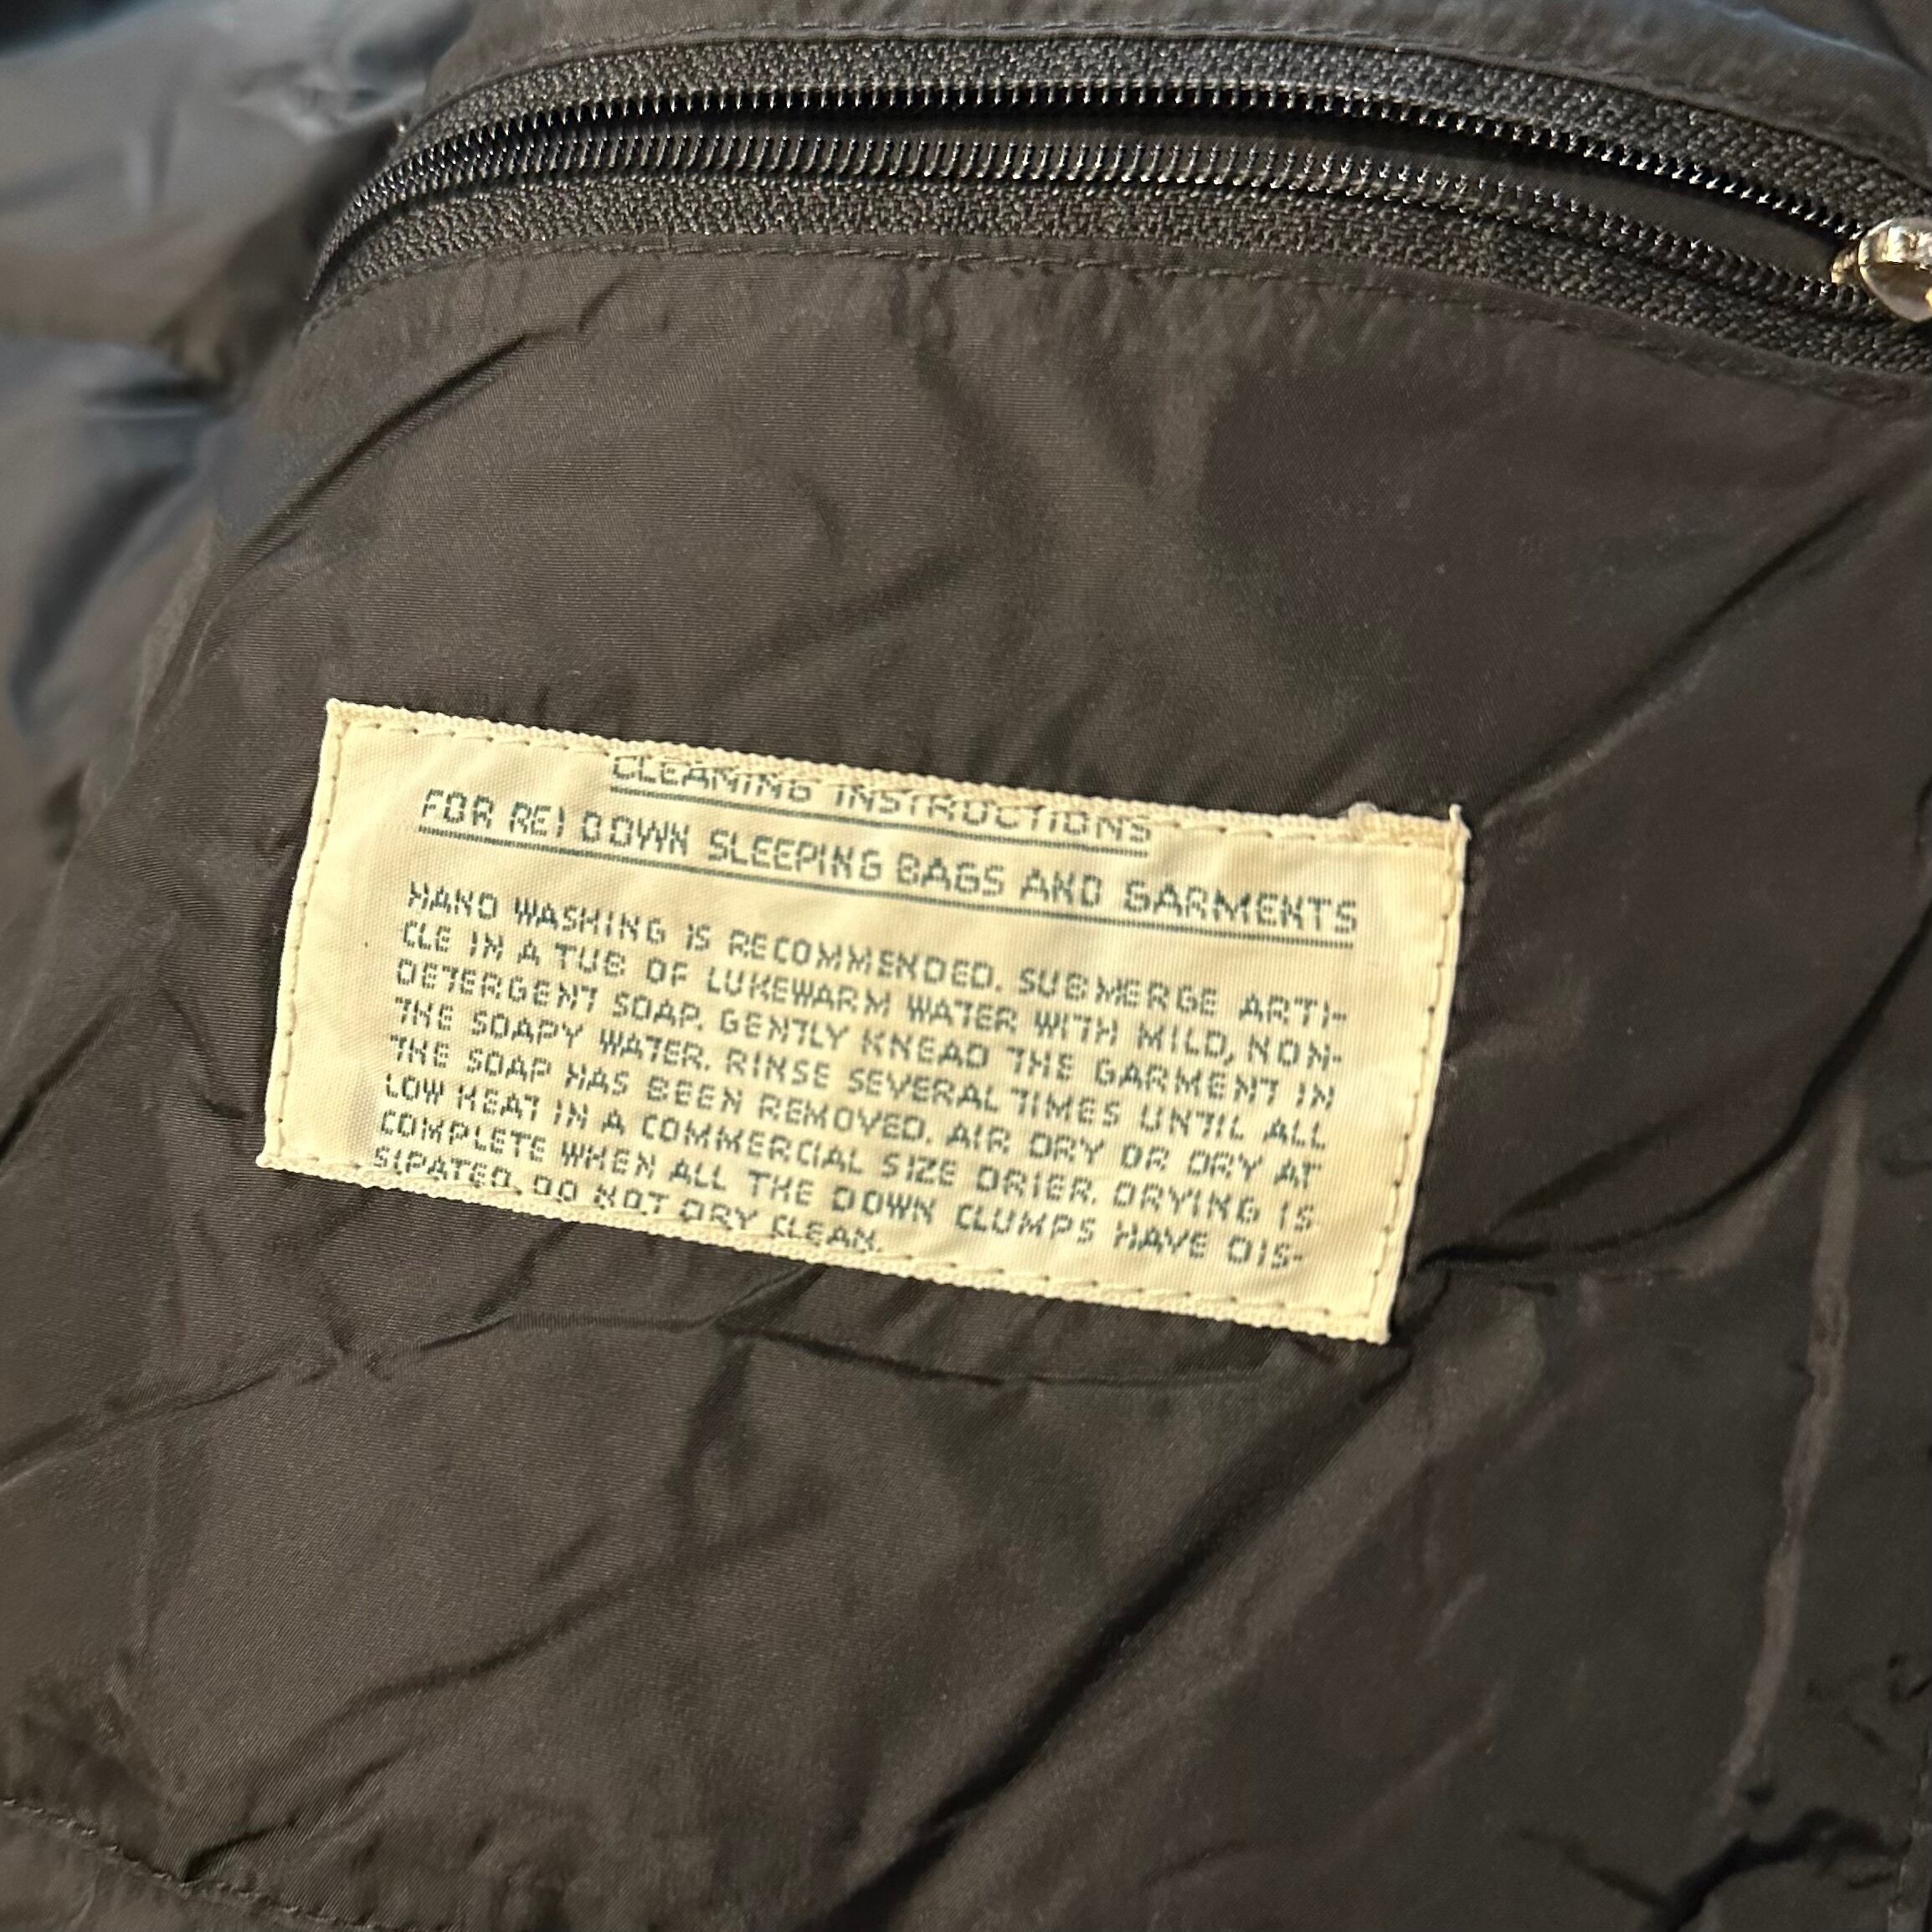 CLEANING INSTRUCTIONS
FOR REI DOWN SLEEPING BAGS AND GARMENTS
HAND WASHING IS RECOMMENDED. SUBMERGE ARTI-
CLE IN A TUB OF LUKEWARM WATER WITH MILD, NON-
DETERGENT SOAP. GENTLY KNEAD THE GARMENT IN
THE SOAPY WATER. RINSE SEVERAL TIMES UNTIL ALL
THE SOAP HAS BEEN REMOVED. AIR DRY OR DRY AT
LOW HEAT IN A COMMERCIAL SIZE DRIER. DRYING IS
COMPLETE WHEN ALL THE DOWN CLUMPS HAVE DIS-
SIPATED. DO NOT DRY CLEAN.